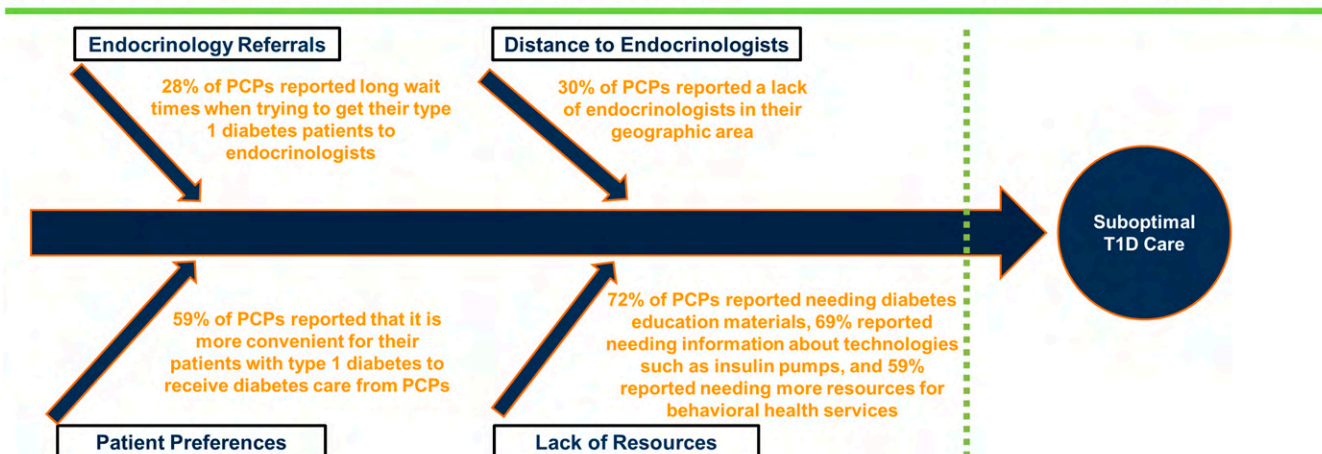 Endocrinology Referrals
28% of PCPs reported long wait
times when trying to get their type
1 diabetes patients to
endocrinologists
Distance to Endocrinologists
30% of PCPs reported a lack
of endocrinologists in their
geographic area
Suboptimal
T1D Care
59% of PCPs reported that it is
more convenient for their
patients with type 1 diabetes to
receive diabetes care from PCPs
Patient Preferences
72% of PCPs reported needing diabetes
education materials, 69% reported
needing information about technologies
such as insulin pumps, and 59%
reported needing more resources for
behavioral health services
Lack of Resources